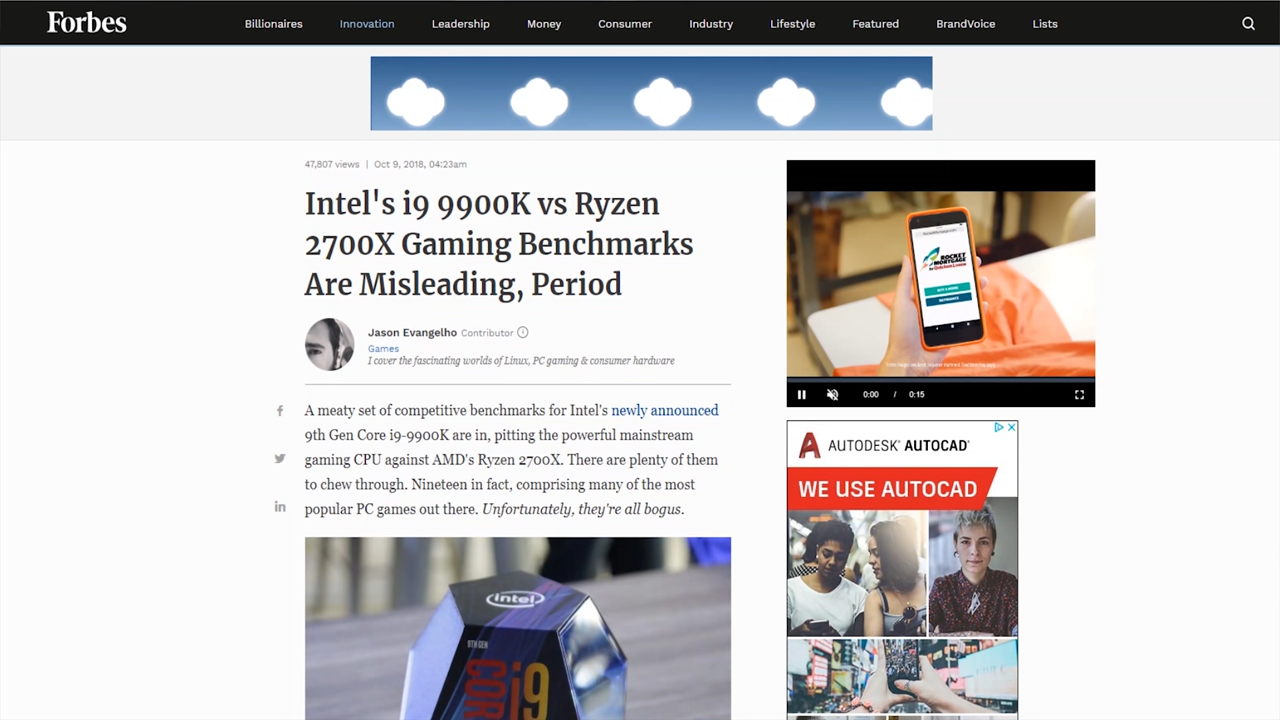 Forbes
Billionaires
Innovation
Leadership
Money
Consumer
Industry
Lifestyle
Featured
BrandVoice
Lists
47,807 views | Oct 9, 2018, 04:23am
Intel's i9 9900K vs Ryzen
2700X Gaming Benchmarks
Are Misleading, Period
Jason Evangelho Contributor
Games
I cover the fascinating worlds of Linux, PC gaming & consumer hardware
A meaty set of competitive benchmarks for Intel's newly announced
9th Gen Core i9-9900K are in, pitting the powerful mainstream
gaming CPU against AMD's Ryzen 2700X. There are plenty of them
to chew through. Nineteen in fact, comprising many of the most
popular PC games out there. Unfortunately, they're all bogus.
intel
9TH GEN
CORE i9
ROCKET
MORTGAGE
by Quicken Loans
0:00 / 0:15
AUTODESK® AUTOCAD®
WE USE AUTOCAD